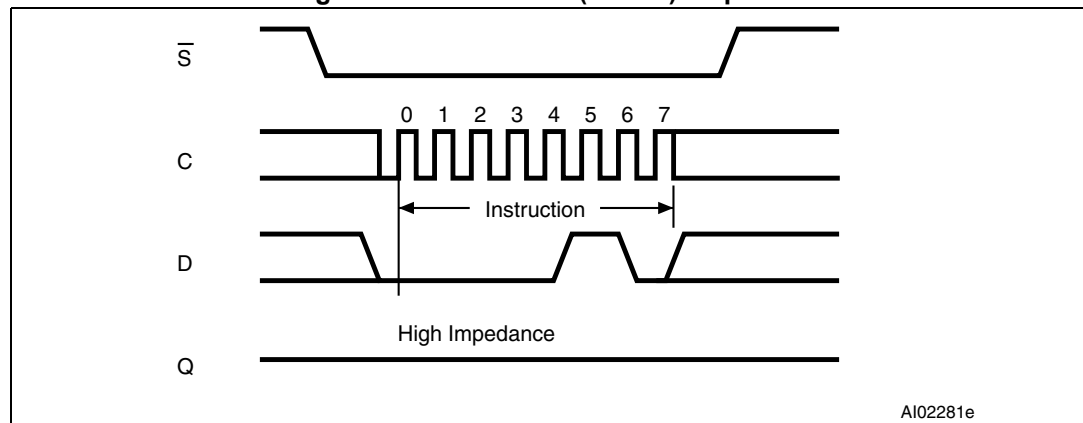 S̅
0 1 2 3 4 5 6 7
C
Instruction
D
High Impedance
Q
AI02281e